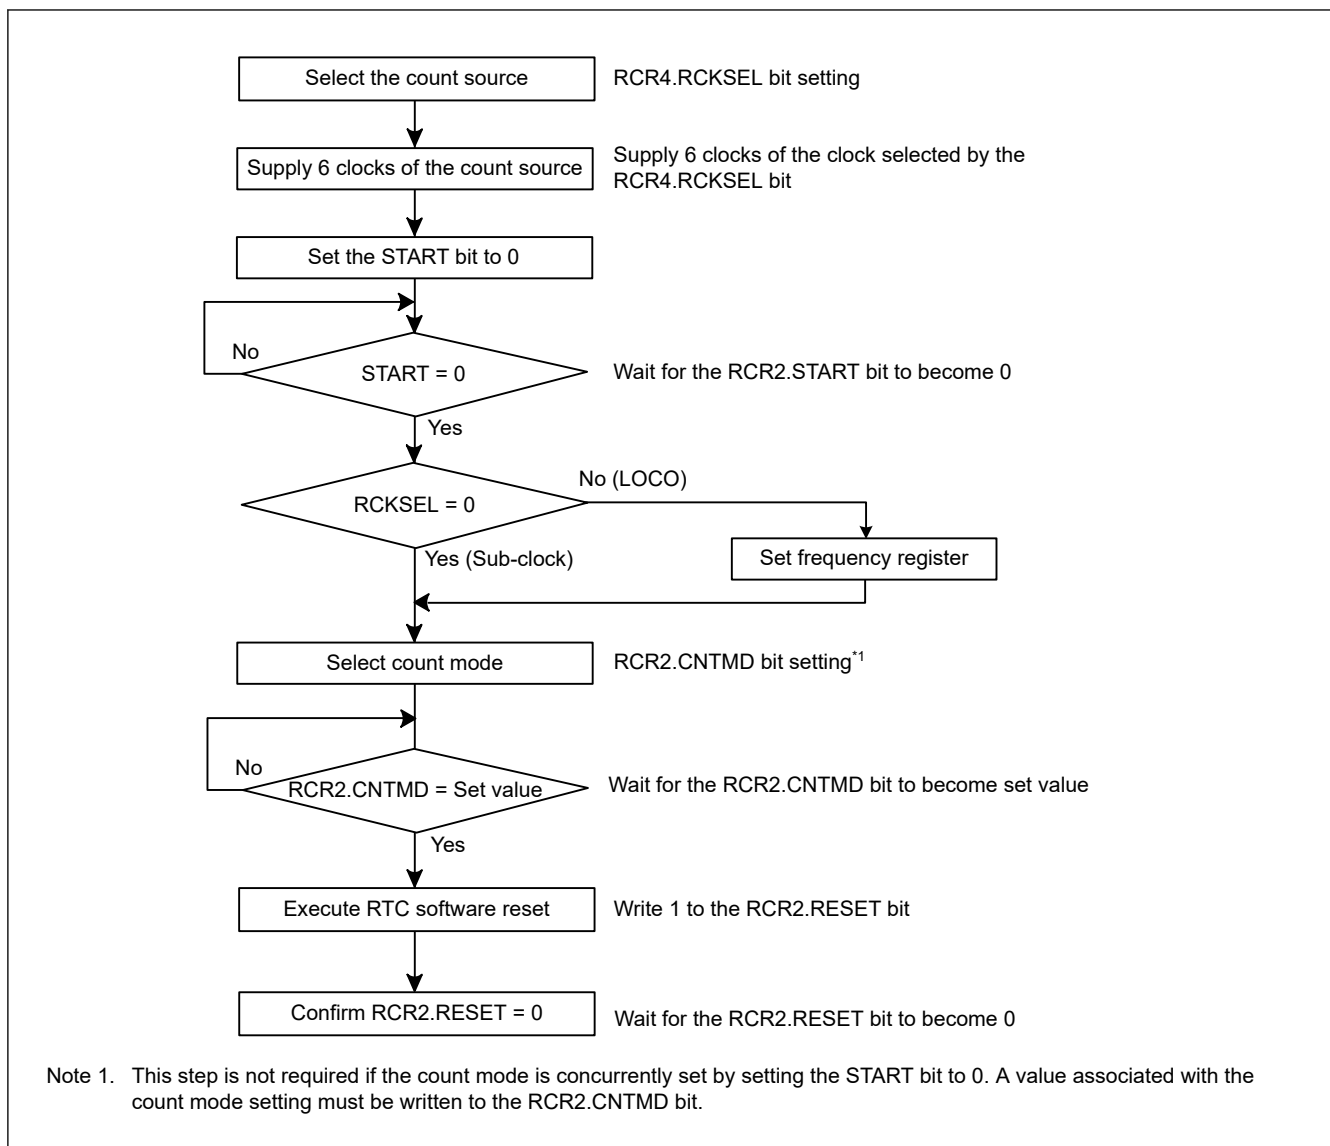 Select the count source
RCR4.RCKSEL bit setting
Supply 6 clocks of the count source
Supply 6 clocks of the clock selected by the
RCR4.RCKSEL bit
Set the START bit to 0
No
START = 0
Wait for the RCR2.START bit to become 0
Yes
No (LOCO)
RCKSEL = 0
Yes (Sub-clock)
Set frequency register
Select count mode
RCR2.CNTMD bit setting*1
No
RCR2.CNTMD = Set value
Wait for the RCR2.CNTMD bit to become set value
Yes
Execute RTC software reset
Write 1 to the RCR2.RESET bit
Confirm RCR2.RESET = 0
Wait for the RCR2.RESET bit to become 0
Note 1. This step is not required if the count mode is concurrently set by setting the START bit to 0. A value associated with the
count mode setting must be written to the RCR2.CNTMD bit.